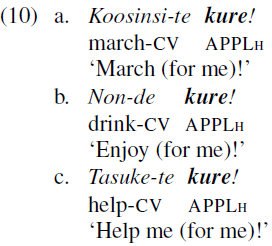 (10) a. Koosinsi-te kure!
march-CV APPLH
‘March (for me)!’
b. Non-de kure!
drink-CV APPLH
‘Enjoy (for me)!’
c. Tasuke-te kure!
help-CV APPLH
‘Help me (for me)!’